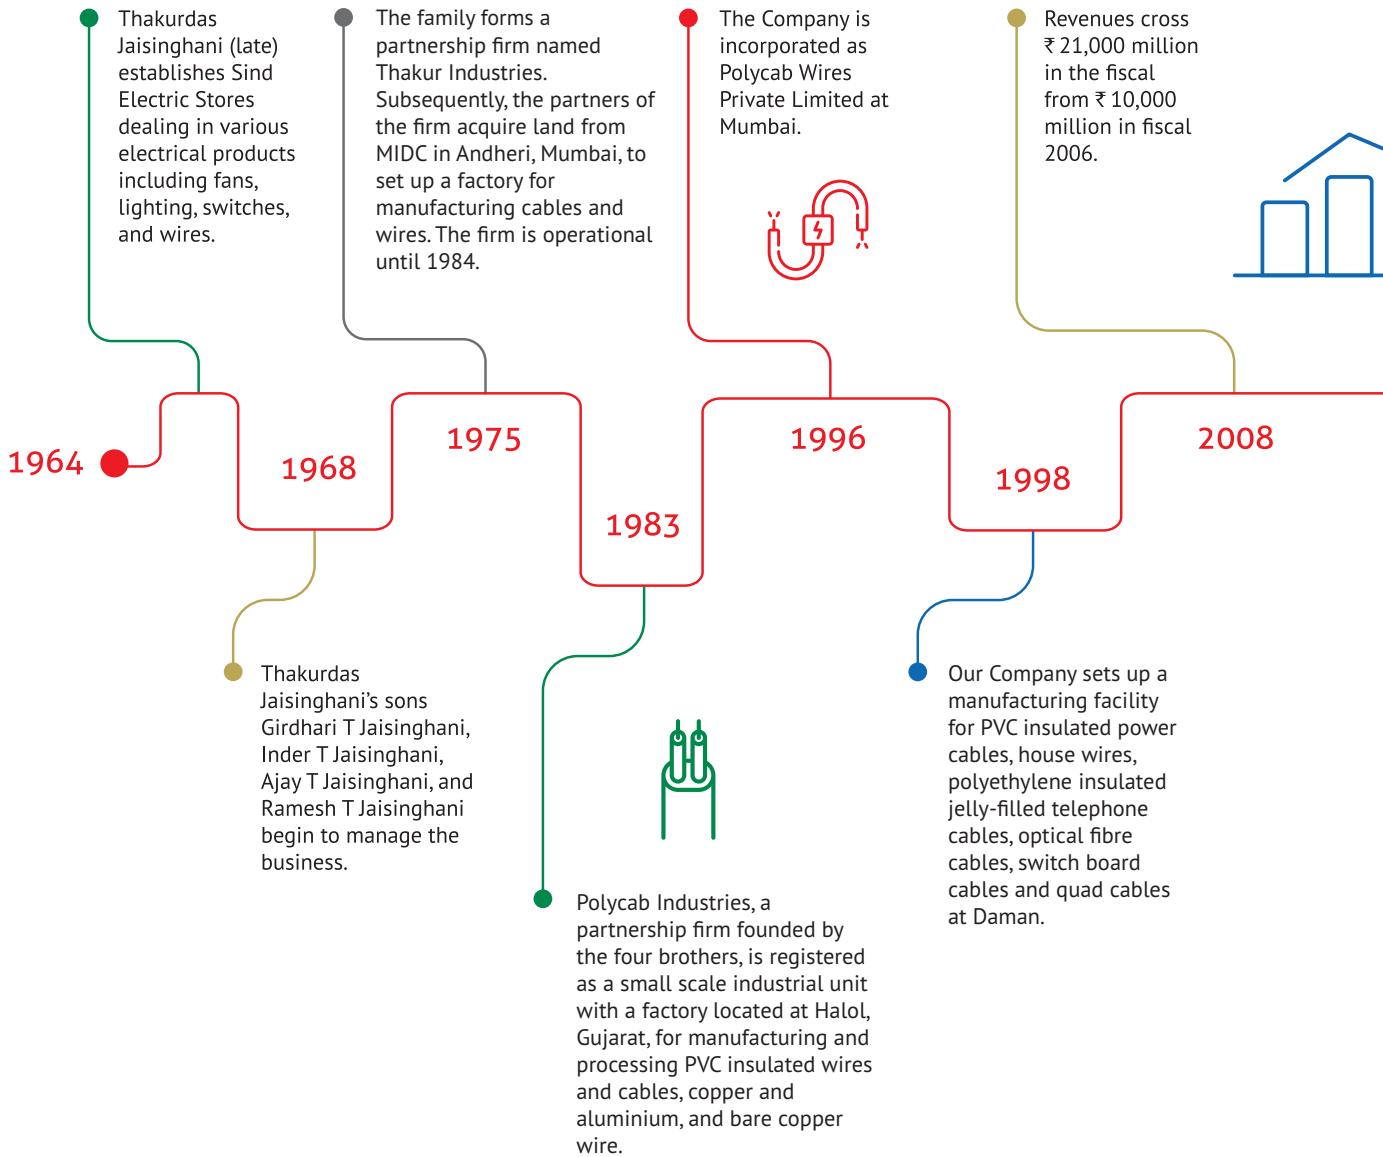 Thakurdas
Jaisinghani (late)
establishes Sind
Electric Stores
dealing in various
electrical products
including fans,
lighting, switches,
and wires.
The family forms a
partnership firm named
Thakur Industries.
Subsequently, the partners of
the firm acquire land from
MIDC in Andheri, Mumbai, to
set up a factory for
manufacturing cables and
wires. The firm is operational
until 1984.
The Company is
incorporated as
Polycab Wires
Private Limited at
Mumbai.
Revenues cross
₹ 21,000 million
in the fiscal
from ₹ 10,000
million in fiscal
2006.
1964
1968
1975
1983
1996
1998
2008
Thakurdas
Jaisinghani’s sons
Girdhari T Jaisinghani,
Inder T Jaisinghani,
Ajay T Jaisinghani, and
Ramesh T Jaisinghani
begin to manage the
business.
Polycab Industries, a
partnership firm founded by
the four brothers, is registered
as a small scale industrial unit
with a factory located at Halol,
Gujarat, for manufacturing and
processing PVC insulated wires
and cables, copper and
aluminium, and bare copper
wire.
Our Company sets up a
manufacturing facility
for PVC insulated power
cables, house wires,
polyethylene insulated
jelly-filled telephone
cables, optical fibre
cables, switch board
cables and quad cables
at Daman.